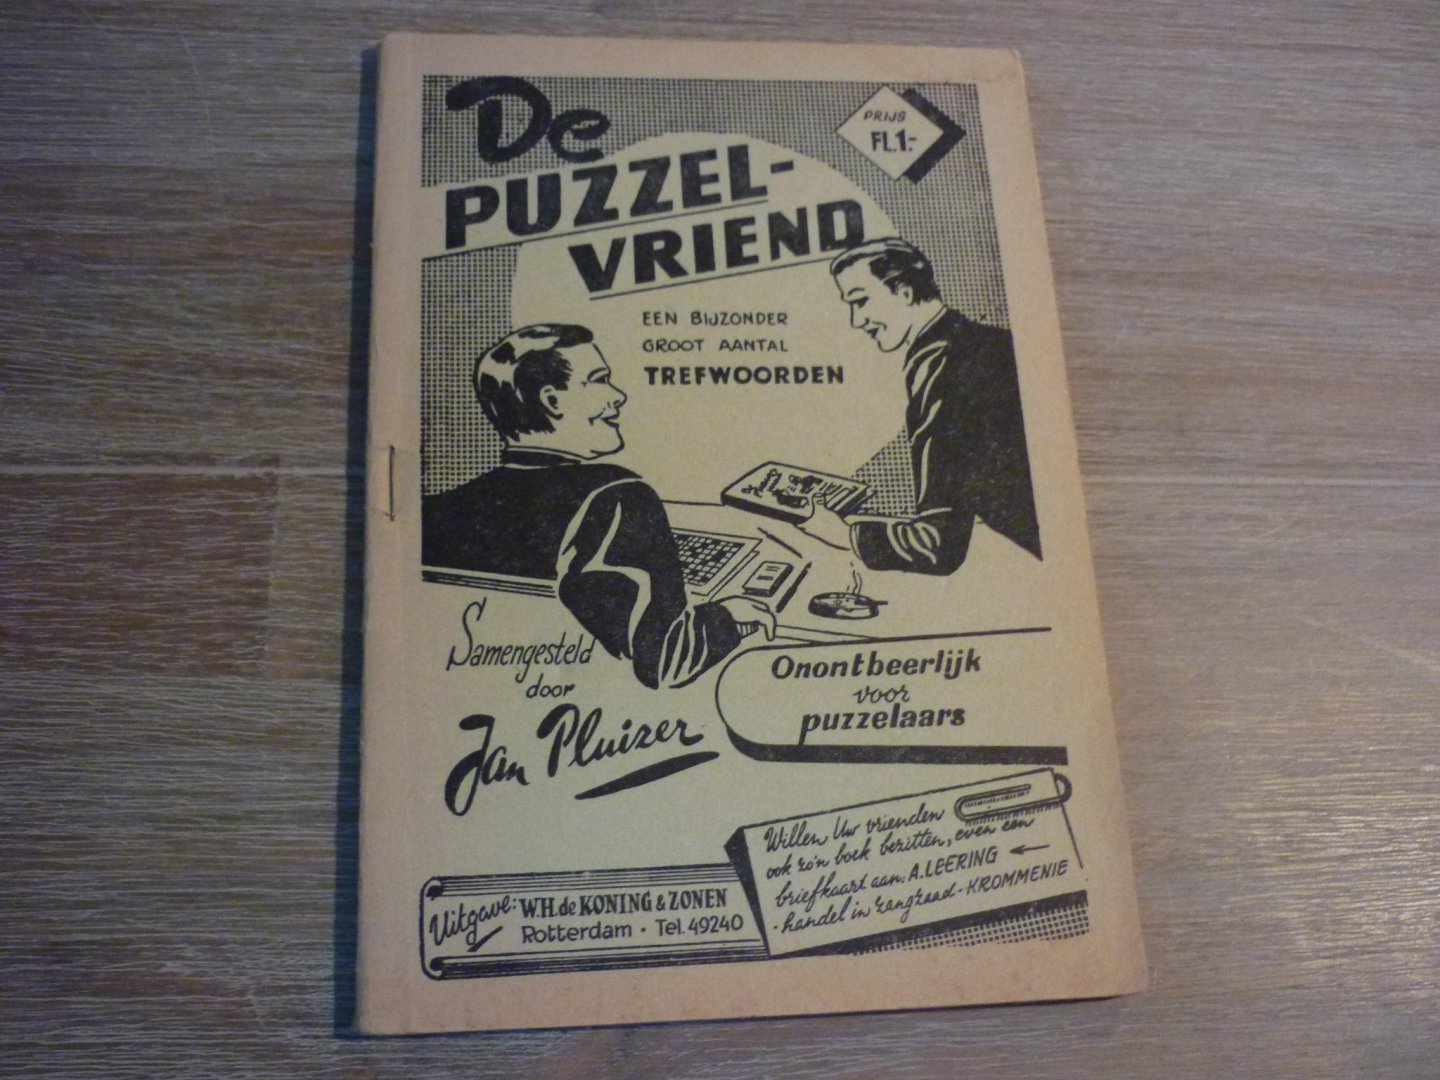 De
PUZZEL-
VRIEND
PRIJS
FL.1.-
EEN BIJZONDER
GROOT AANTAL
TREFWOORDEN
Samengesteld
door
Jan Pluizer
Onontbeerlijk
voor
puzzelaars
Willen Uw vrienden
ook zo'n boek bezitten, even een
briefkaart aan: A. LEERING
handel in zangzaad - KROMMENIE
Uitgave: W.H. de KONING & ZONEN
Rotterdam · Tel. 49240